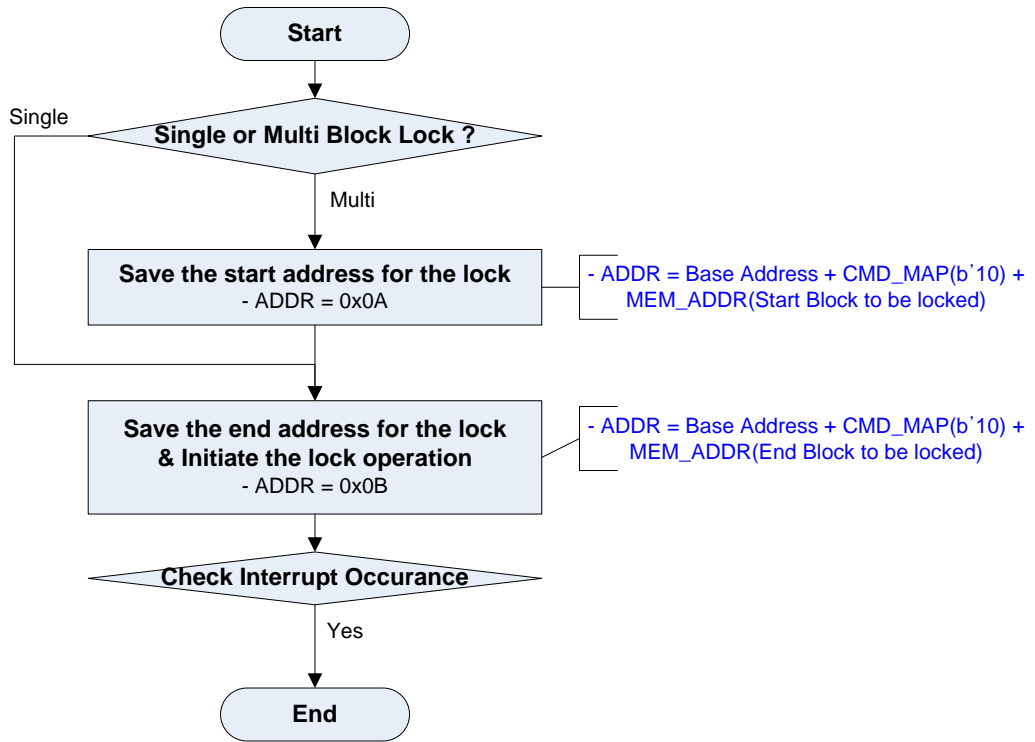 Start
Single
Single or Multi Block Lock ?
Multi
Save the start address for the lock
- ADDR = 0x0A
- ADDR = Base Address + CMD_MAP(b’10) +
MEM_ADDR(Start Block to be locked)
Save the end address for the lock
& Initiate the lock operation
- ADDR = 0x0B
- ADDR = Base Address + CMD_MAP(b’10) +
MEM_ADDR(End Block to be locked)
Check Interrupt Occurance
Yes
End